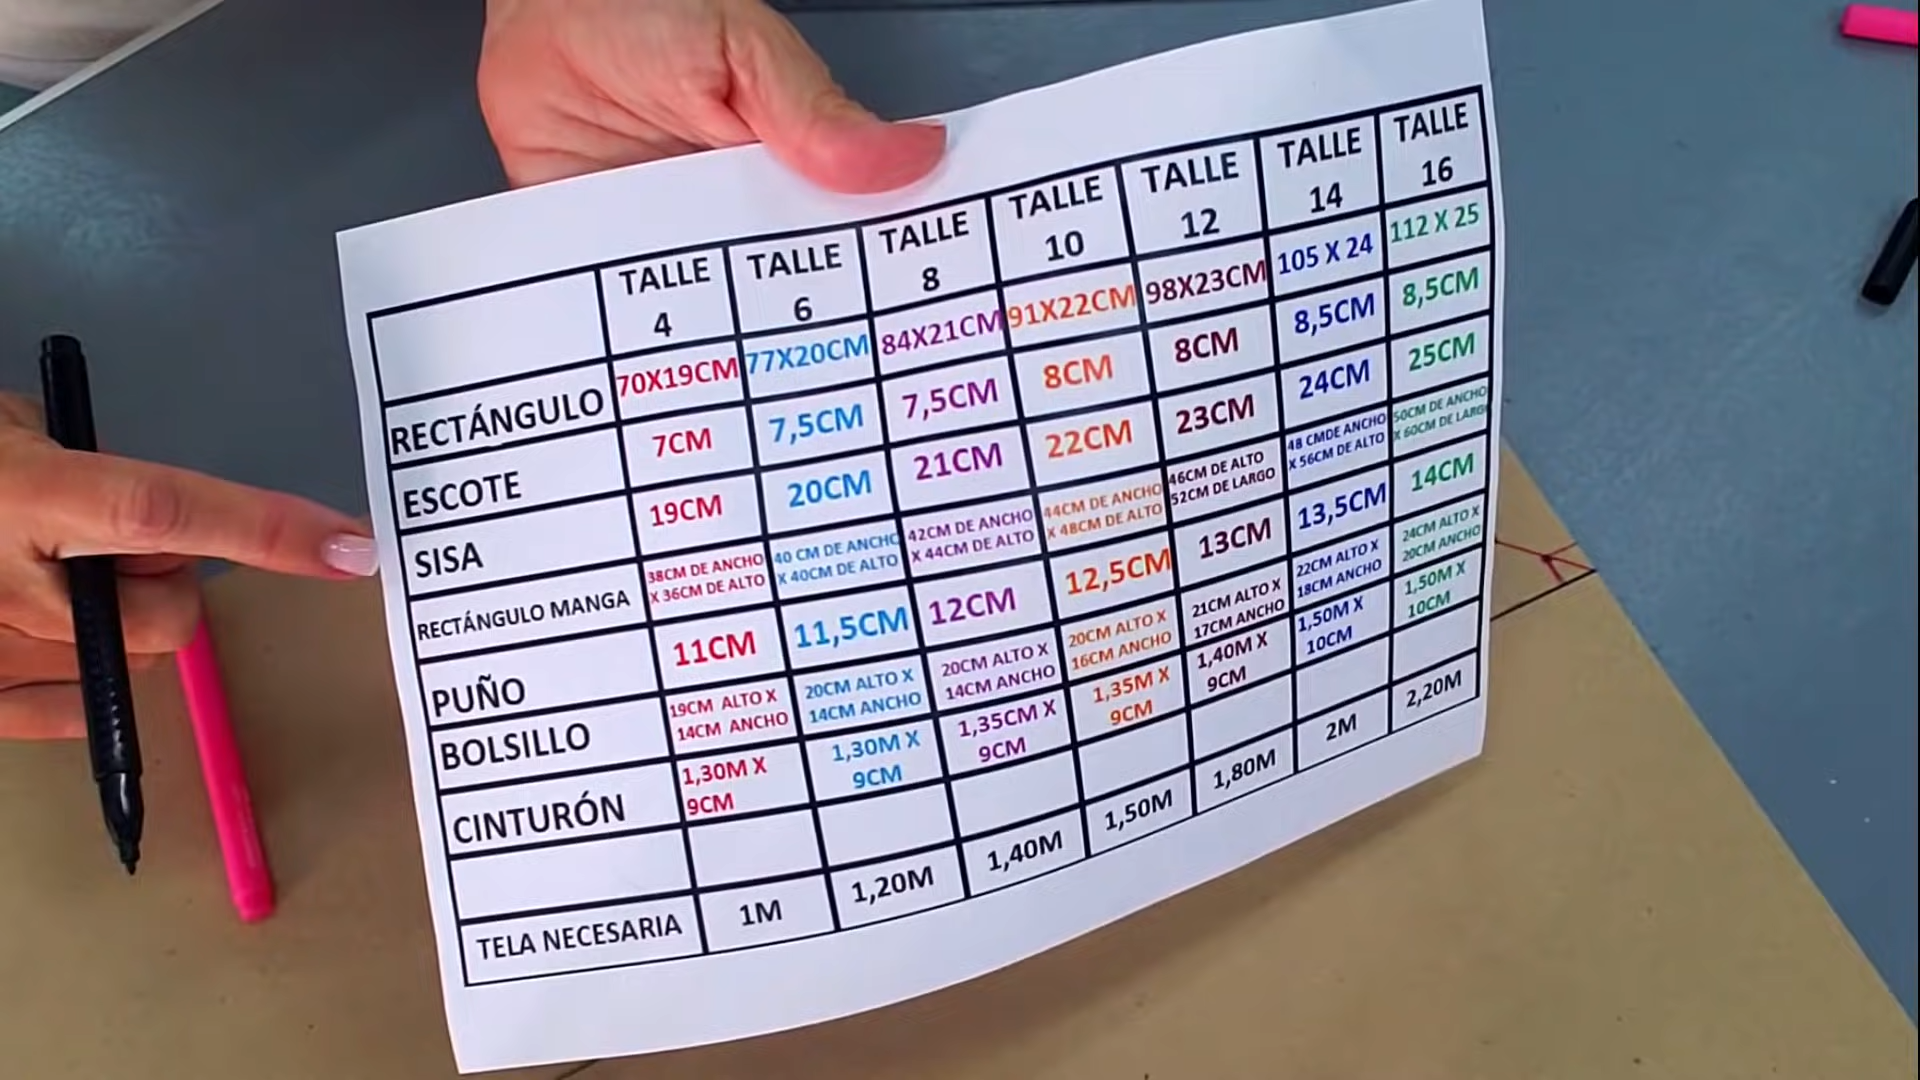 TALLE 4 TALLE 6 TALLE 8 TALLE 10 TALLE 12 TALLE 14 TALLE 16
RECTÁNGULO 70X19CM 77X20CM 84X21CM 91X22CM 98X23CM 105 X 24 112 X 25
ESCOTE 7CM 7,5CM 7,5CM 8CM 8CM 8,5CM 8,5CM
SISA 19CM 20CM 21CM 22CM 23CM 24CM 25CM
RECTÁNGULO MANGA 38CM DE ANCHO X 36CM DE ALTO 40 CM DE ANCHO X 40CM DE ALTO 42CM DE ANCHO X 44CM DE ALTO 44CM DE ANCHO X 48CM DE ALTO 46CM DE ALTO 52CM DE LARGO 48 CMDE ANCHO X 56CM DE ALTO 50CM DE ANCHO X 60CM DE LARGO
PUÑO 11CM 11,5CM 12CM 12,5CM 13CM 13,5CM 14CM
BOLSILLO 19CM ALTO X 14CM ANCHO 20CM ALTO X 14CM ANCHO 20CM ALTO X 14CM ANCHO 20CM ALTO X 16CM ANCHO 21CM ALTO X 17CM ANCHO 22CM ALTO X 18CM ANCHO 24CM ALTO X 20CM ANCHO
CINTURÓN 1,30M X 9CM 1,30M X 9CM 1,35CM X 9CM 1,35M X 9CM 1,40M X 9CM 1,50M X 10CM 1,50M X 10CM
TELA NECESARIA 1M 1,20M 1,40M 1,50M 1,80M 2M 2,20M